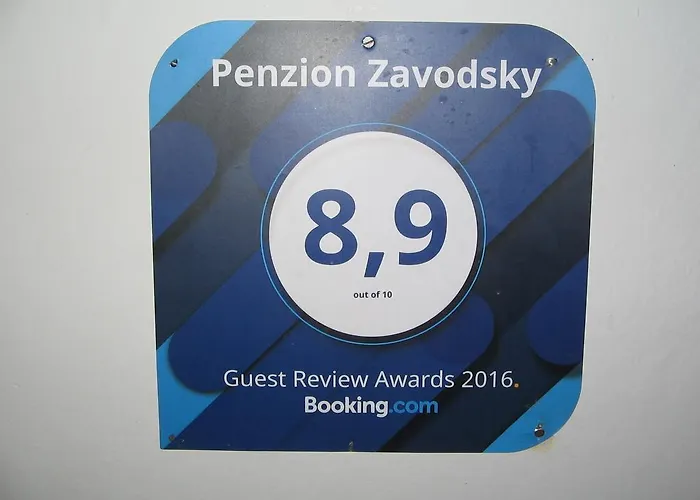 Penzion Zavodsky
8,9
out of 10
Guest Review Awards 2016.
Booking.com